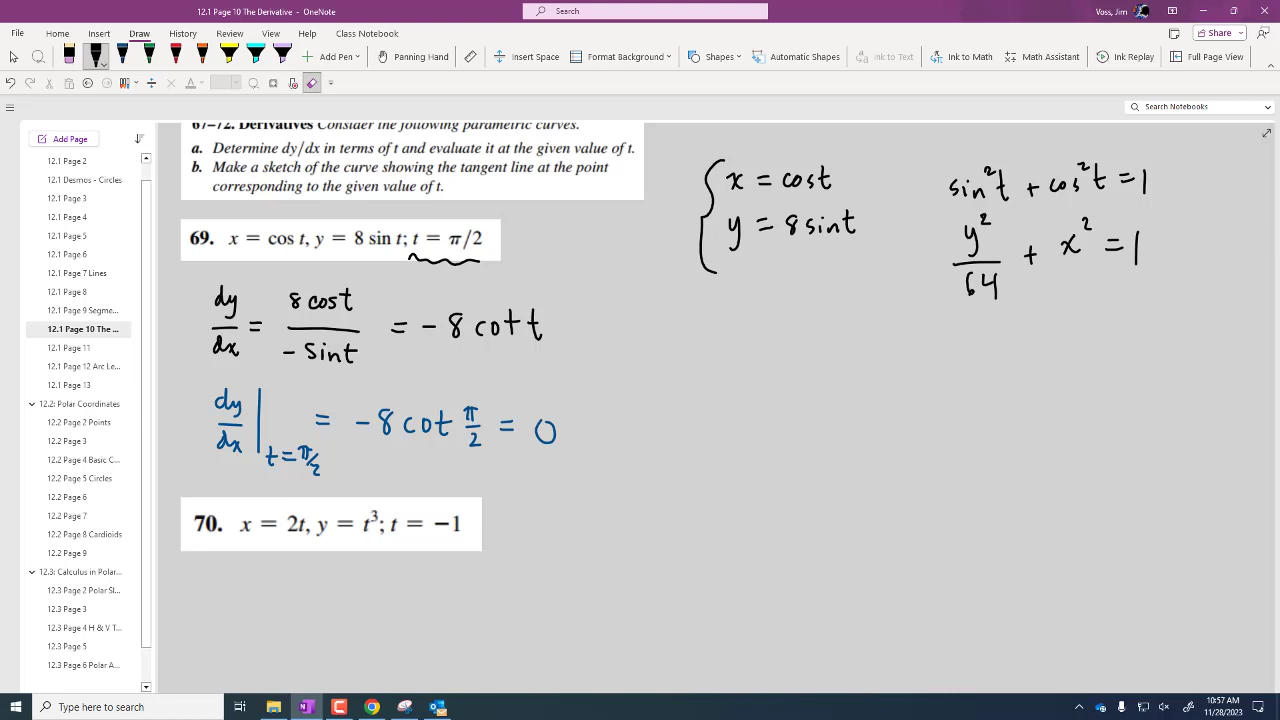 12.1 Page 10 The Derivative - OneNote
Search
Voss, Jim
File Home Insert Draw History Review View Help Class Notebook
Share
Panning Hand
Insert Space
Format Background
Shapes
Automatic Shapes
Ink to Text
Ink to Math
Math Assistant
Ink Replay
Full Page View
Search Notebooks
Add Page
12.1 Page 2
12.1 Desmos - Circles
12.1 Page 3
12.1 Page 4
12.1 Page 5
12.1 Page 6
12.1 Page 7 Lines
12.1 Page 8
12.1 Page 9 Segme...
12.1 Page 10 The ...
12.1 Page 11
12.1 Page 12 Arc Le...
12.1 Page 13
12.2: Polar Coordinates
12.2 Page 2 Points
12.2 Page 3
12.2 Page 4 Basic C...
12.2 Page 5 Circles
12.2 Page 6
12.2 Page 7
12.2 Page 8 Cardioids
12.2 Page 9
12.3: Calculus in Polar...
12.3 Page 2 Polar Sl...
12.3 Page 3
12.3 Page 4 H & V T...
12.3 Page 5
12.3 Page 6 Polar A...
67–72. Derivatives Consider the following parametric curves.
a. Determine dy/dx in terms of t and evaluate it at the given value of t.
b. Make a sketch of the curve showing the tangent line at the point
corresponding to the given value of t.
69. x = cos t, y = 8 sin t; t = π/2
dy/dx = 8 cost / - sint = - 8 cot t
dy/dx | t = π/2 = - 8 cot π/2 = 0
70. x = 2t, y = t³; t = −1
x = cost
y = 8 sint
sin²t + cos²t = 1
y²/64 + x² = 1
Type here to search
10:57 AM
11/28/2023